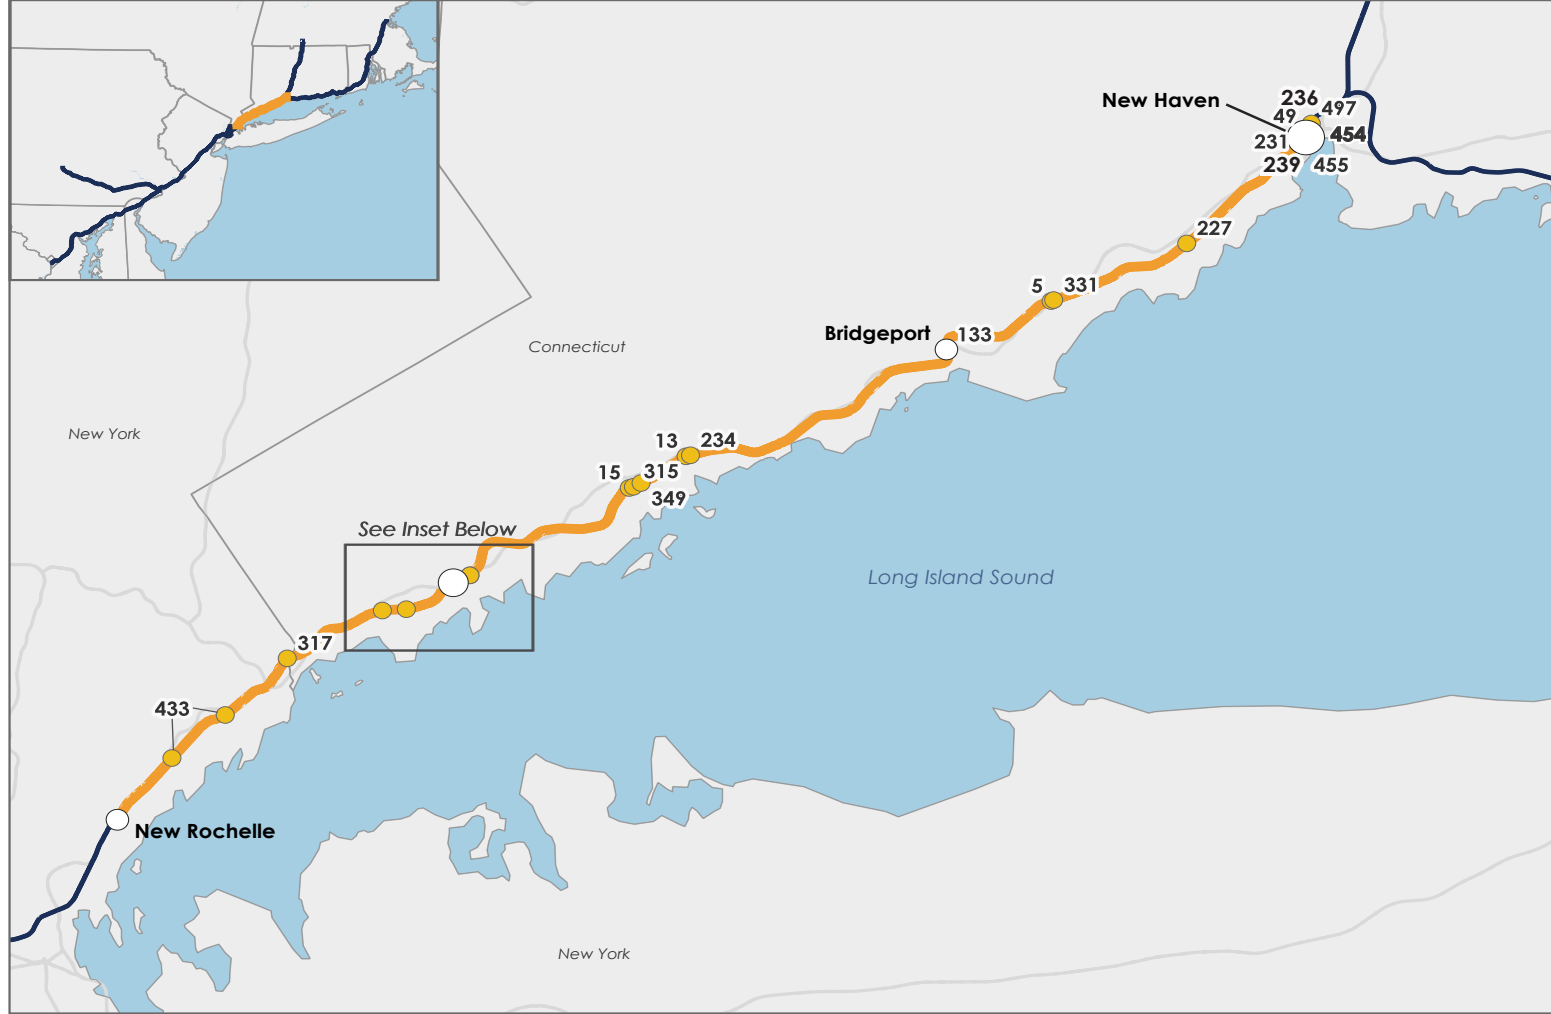 New Haven
236
497
49
454
231
239
455
227
5
331
Bridgeport
133
Connecticut
New York
13
234
15
315
349
See Inset Below
Long Island Sound
317
433
New Rochelle
New York